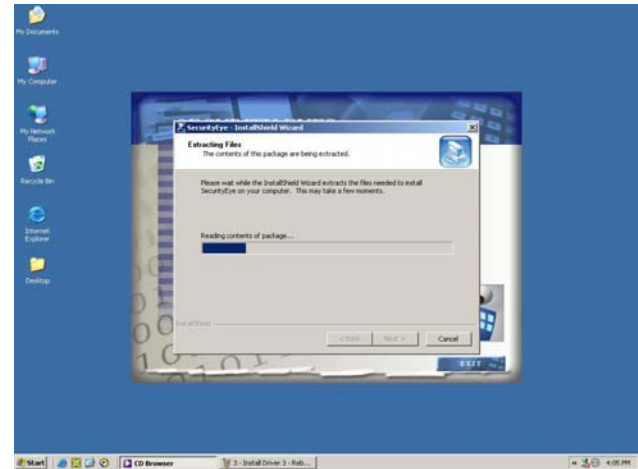 My Documents
My Computer
My Network
Places
Recycle Bin
Internet
Explorer
Desktop
SecurityEye - InstallShield Wizard
Extracting Files
The contents of this package are being extracted.
Please wait while the InstallShield Wizard extracts the files needed to install
SecurityEye on your computer. This may take a few moments.
Reading contents of package...
InstallShield
< Back
Next >
Cancel
EXIT
Start
CD Browser
3 - Install Driver 3 - Reb...
4:05 PM